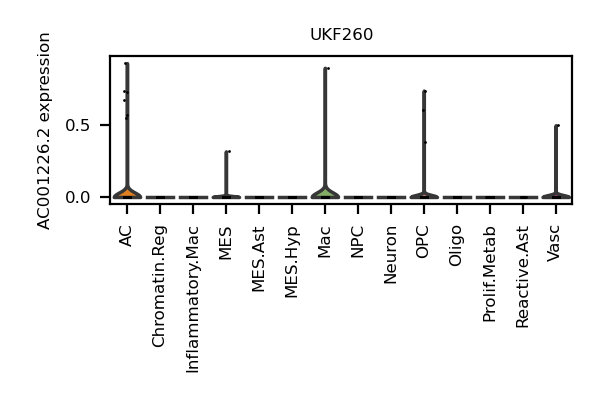 UKF260
AC001226.2 expression
0.5
0.0
AC
Chromatin.Reg
Inflammatory.Mac
MES
MES.Ast
MES.Hyp
Mac
NPC
Neuron
OPC
Oligo
Prolif.Metab
Reactive.Ast
Vasc